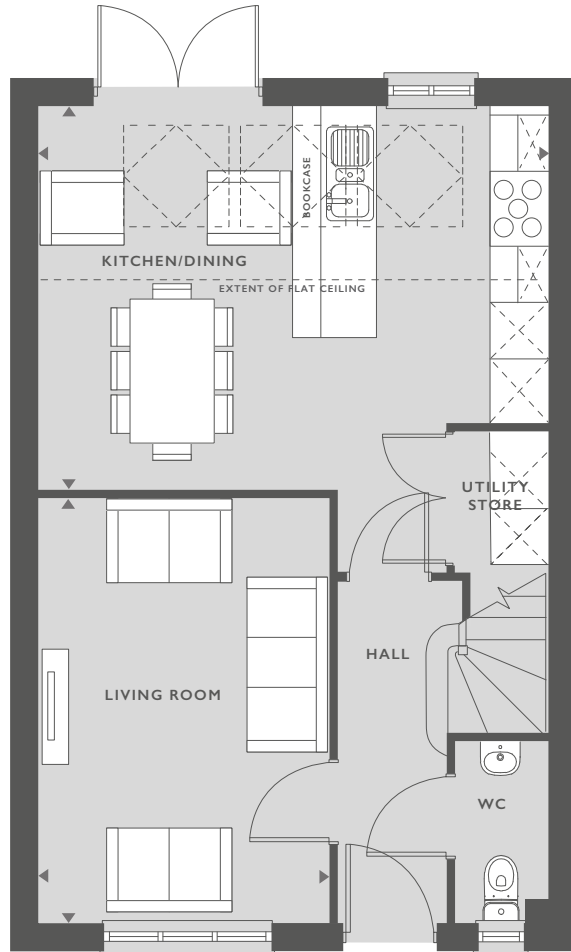 BOOKCASE
KITCHEN/DINING
EXTENT OF FLAT CEILING
UTILITY
STORE
HALL
LIVING ROOM
WC